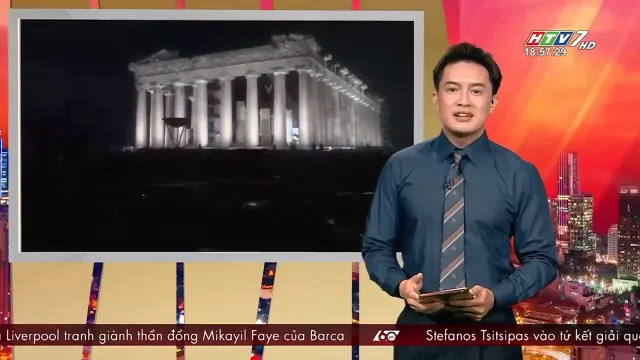 HTV7 HD
18:57:29
Liverpool tranh giành thần đồng Mikayil Faye của Barca
60 Stefanos Tsitsipas vào tứ kết giải